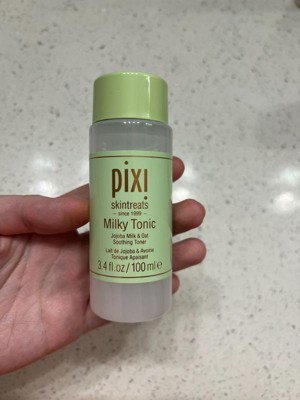 pixi
skintreats
– since 1999 –
Milky Tonic
Jojoba Milk & Oat
Soothing Toner
Lait de Jojoba & Avoine
Tonique Apaisant
3.4 fl.oz / 100 ml ℮